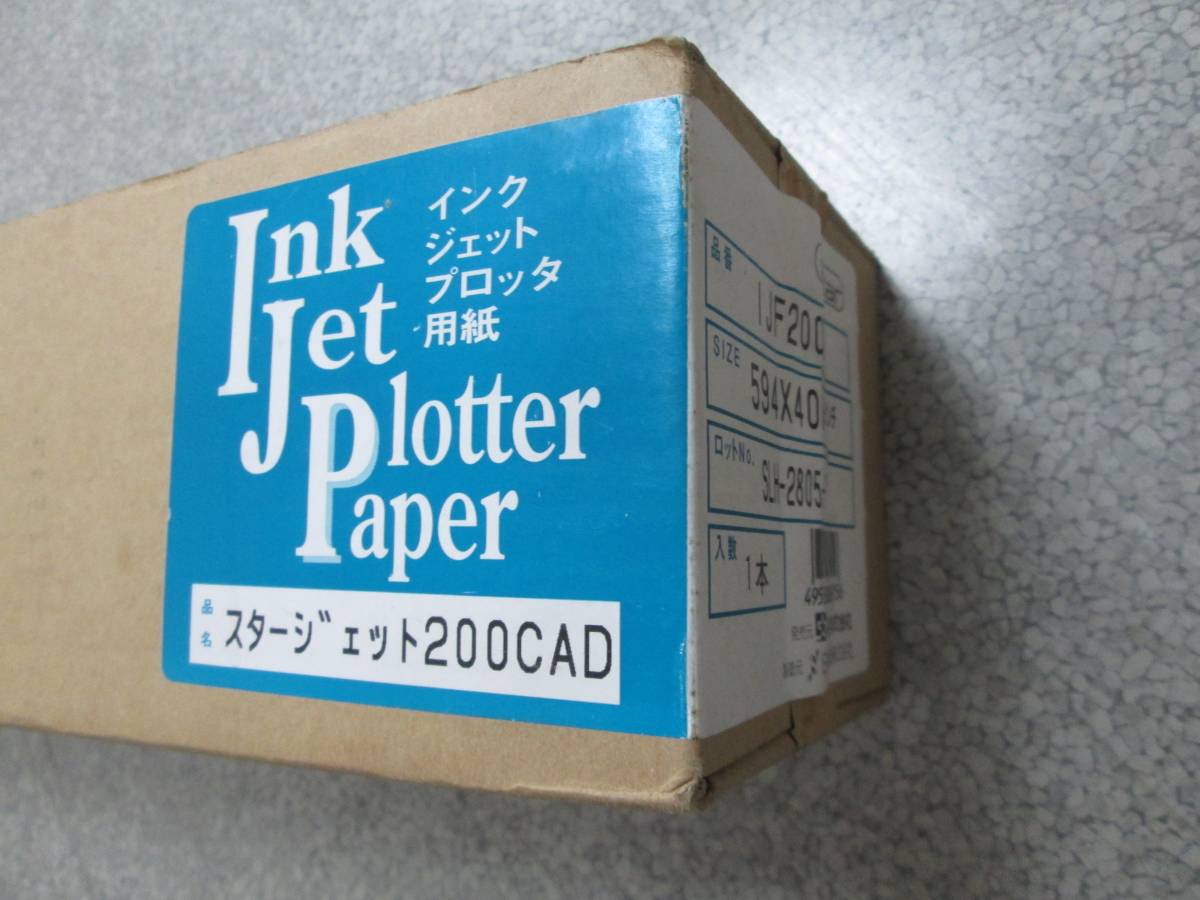 Ink
Jet
Plotter
Paper
インク
ジェット
プロッタ
用紙
品名
スタージェット200CAD
品番
IJF200
SIZE
594X40
ロットNo.
SLH-2805-
入数
1本